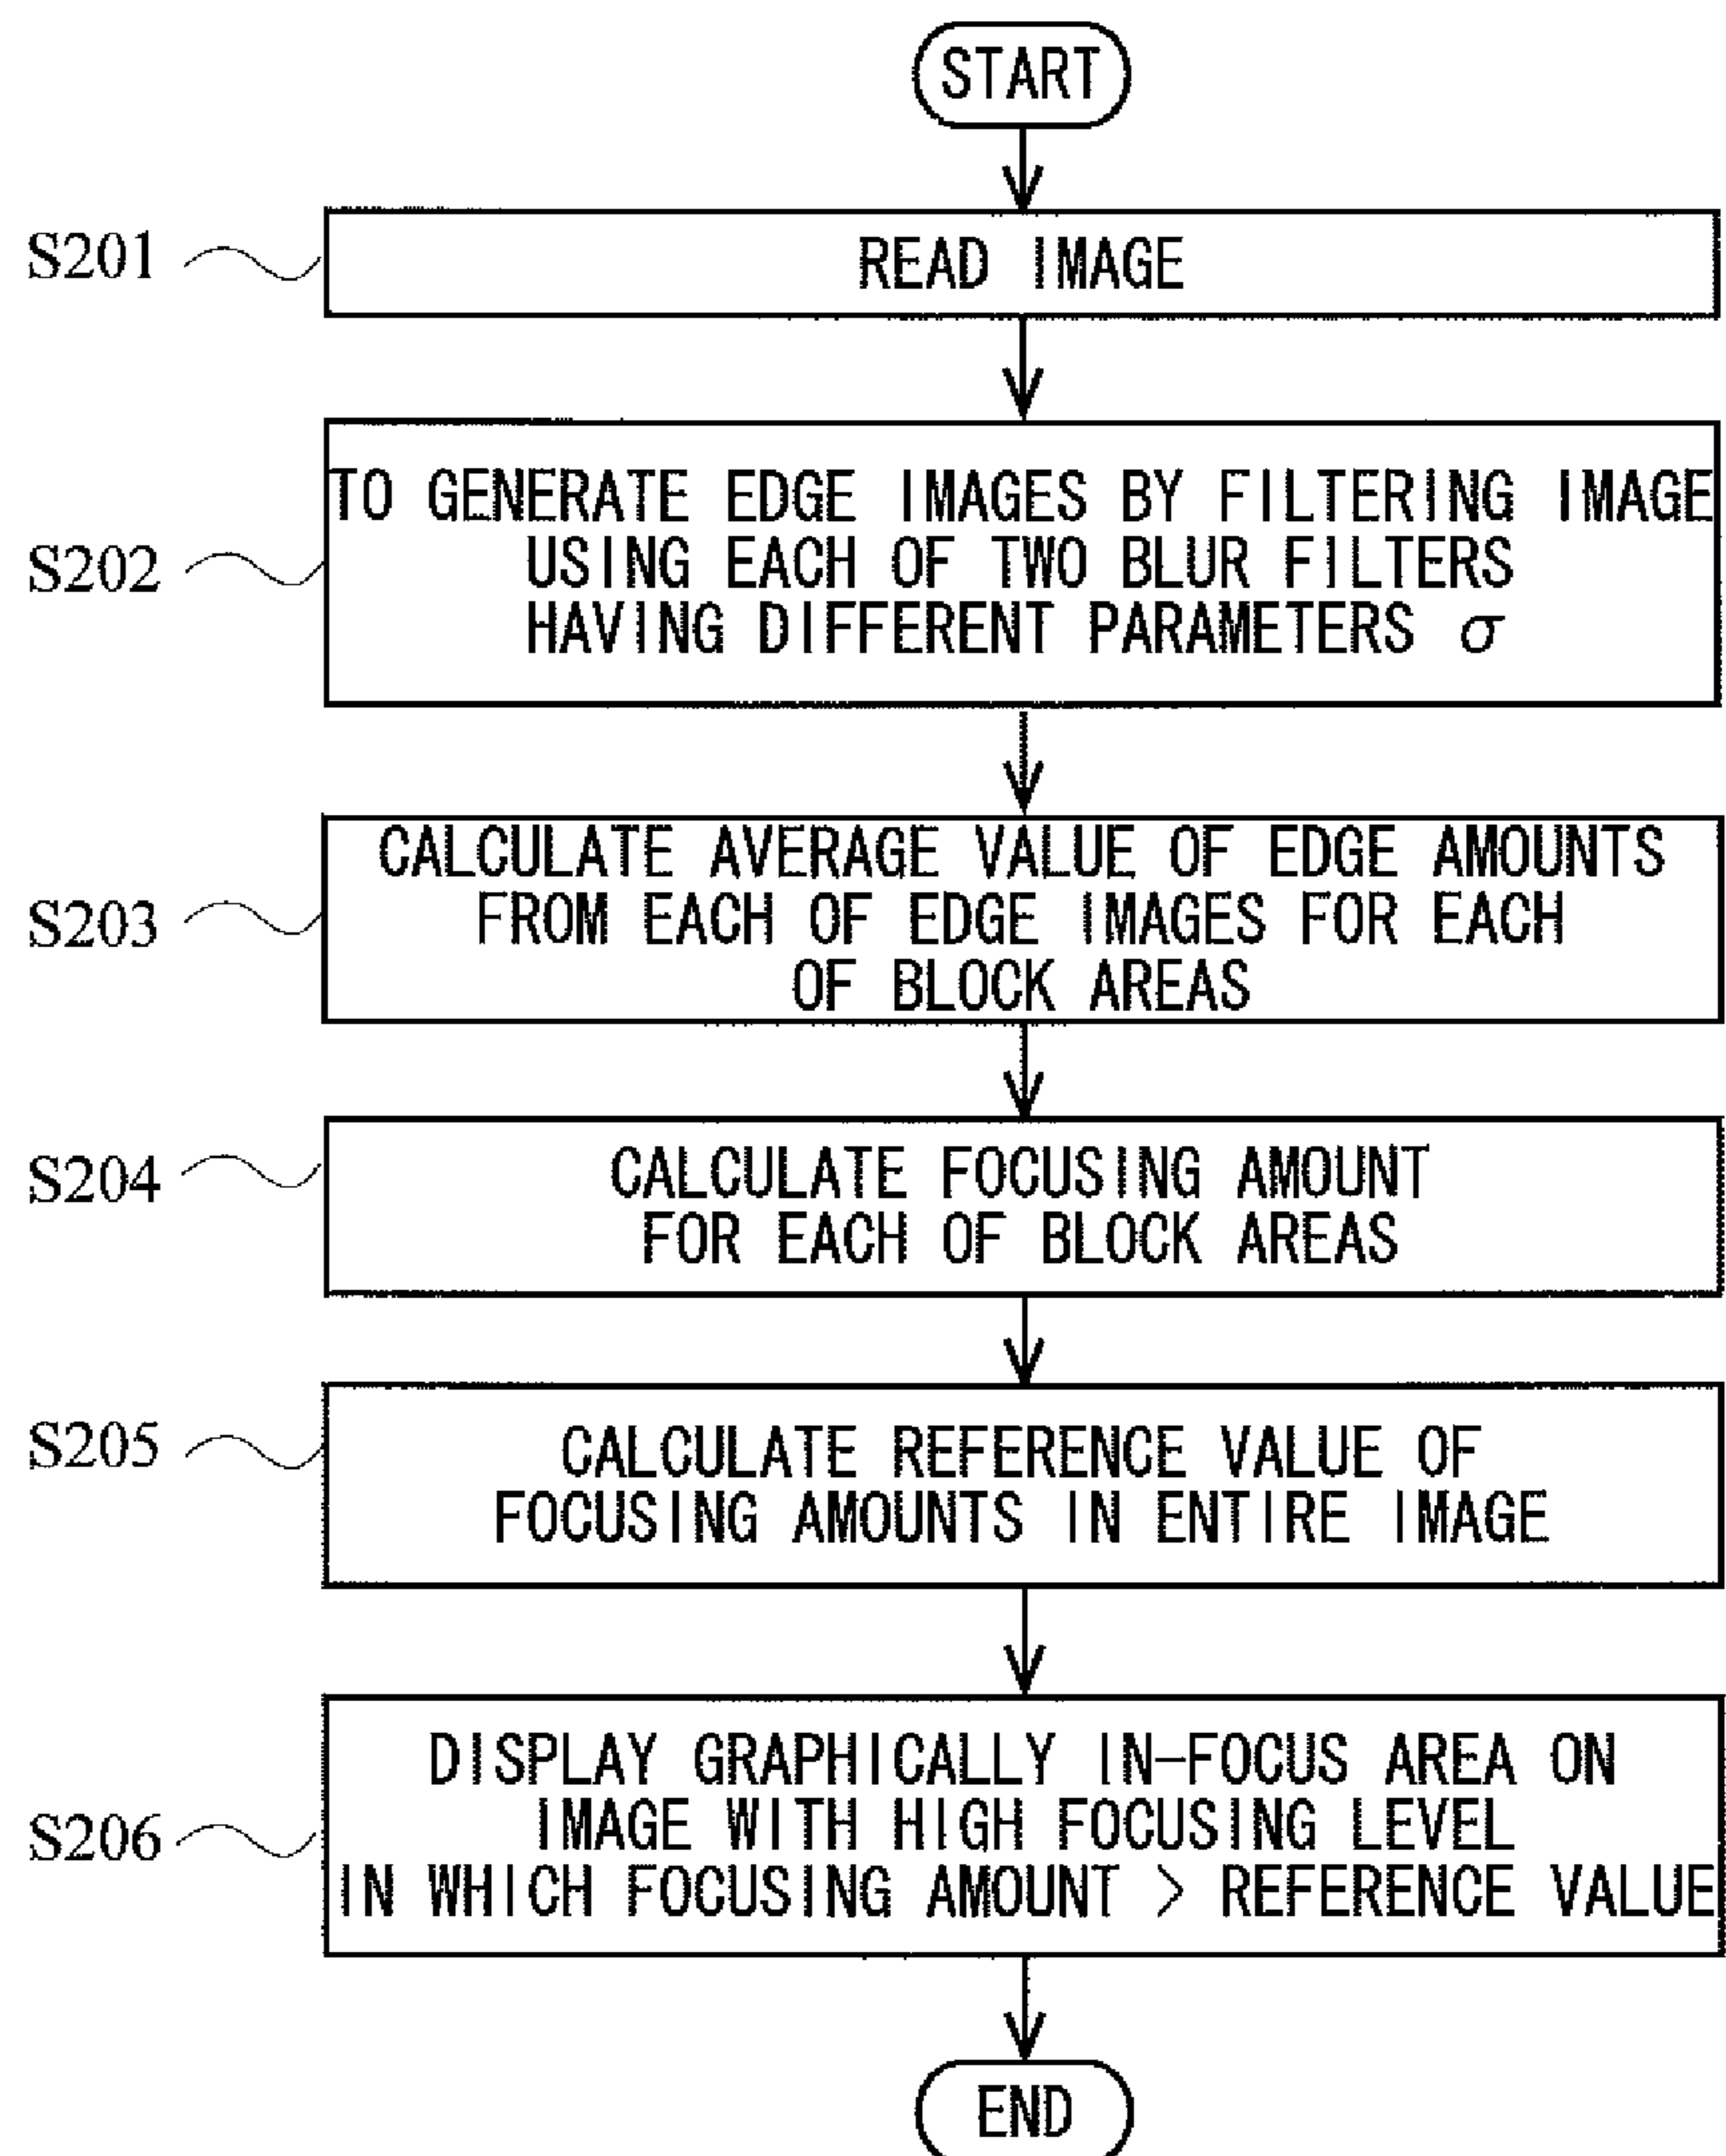 START
S201
READ IMAGE
S202
TO GENERATE EDGE IMAGES BY FILTERING IMAGE
USING EACH OF TWO BLUR FILTERS
HAVING DIFFERENT PARAMETERS σ
S203
CALCULATE AVERAGE VALUE OF EDGE AMOUNTS
FROM EACH OF EDGE IMAGES FOR EACH
OF BLOCK AREAS
S204
CALCULATE FOCUSING AMOUNT
FOR EACH OF BLOCK AREAS
S205
CALCULATE REFERENCE VALUE OF
FOCUSING AMOUNTS IN ENTIRE IMAGE
S206
DISPLAY GRAPHICALLY IN-FOCUS AREA ON
IMAGE WITH HIGH FOCUSING LEVEL
IN WHICH FOCUSING AMOUNT > REFERENCE VALUE
END